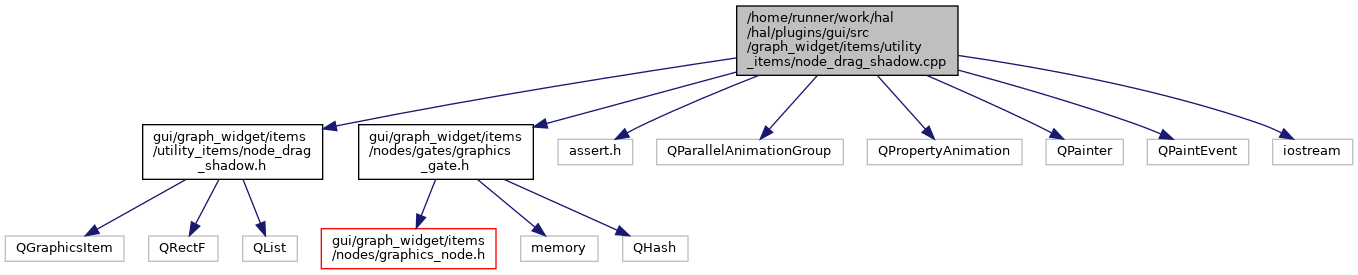 /home/runner/work/hal
/hal/plugins/gui/src
/graph_widget/items/utility
_items/node_drag_shadow.cpp
gui/graph_widget/items
/utility_items/node_drag
_shadow.h
gui/graph_widget/items
/nodes/gates/graphics
_gate.h
assert.h
QParallelAnimationGroup
QPropertyAnimation
QPainter
QPaintEvent
iostream
QGraphicsItem
QRectF
QList
gui/graph_widget/items
/nodes/graphics_node.h
memory
QHash